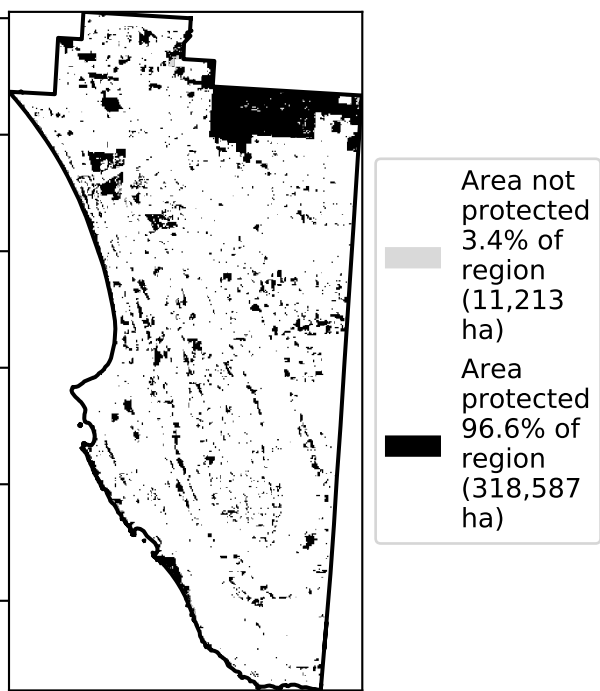 Area not
protected
3.4% of
region
(11,213
ha)
Area
protected
96.6% of
region
(318,587
ha)